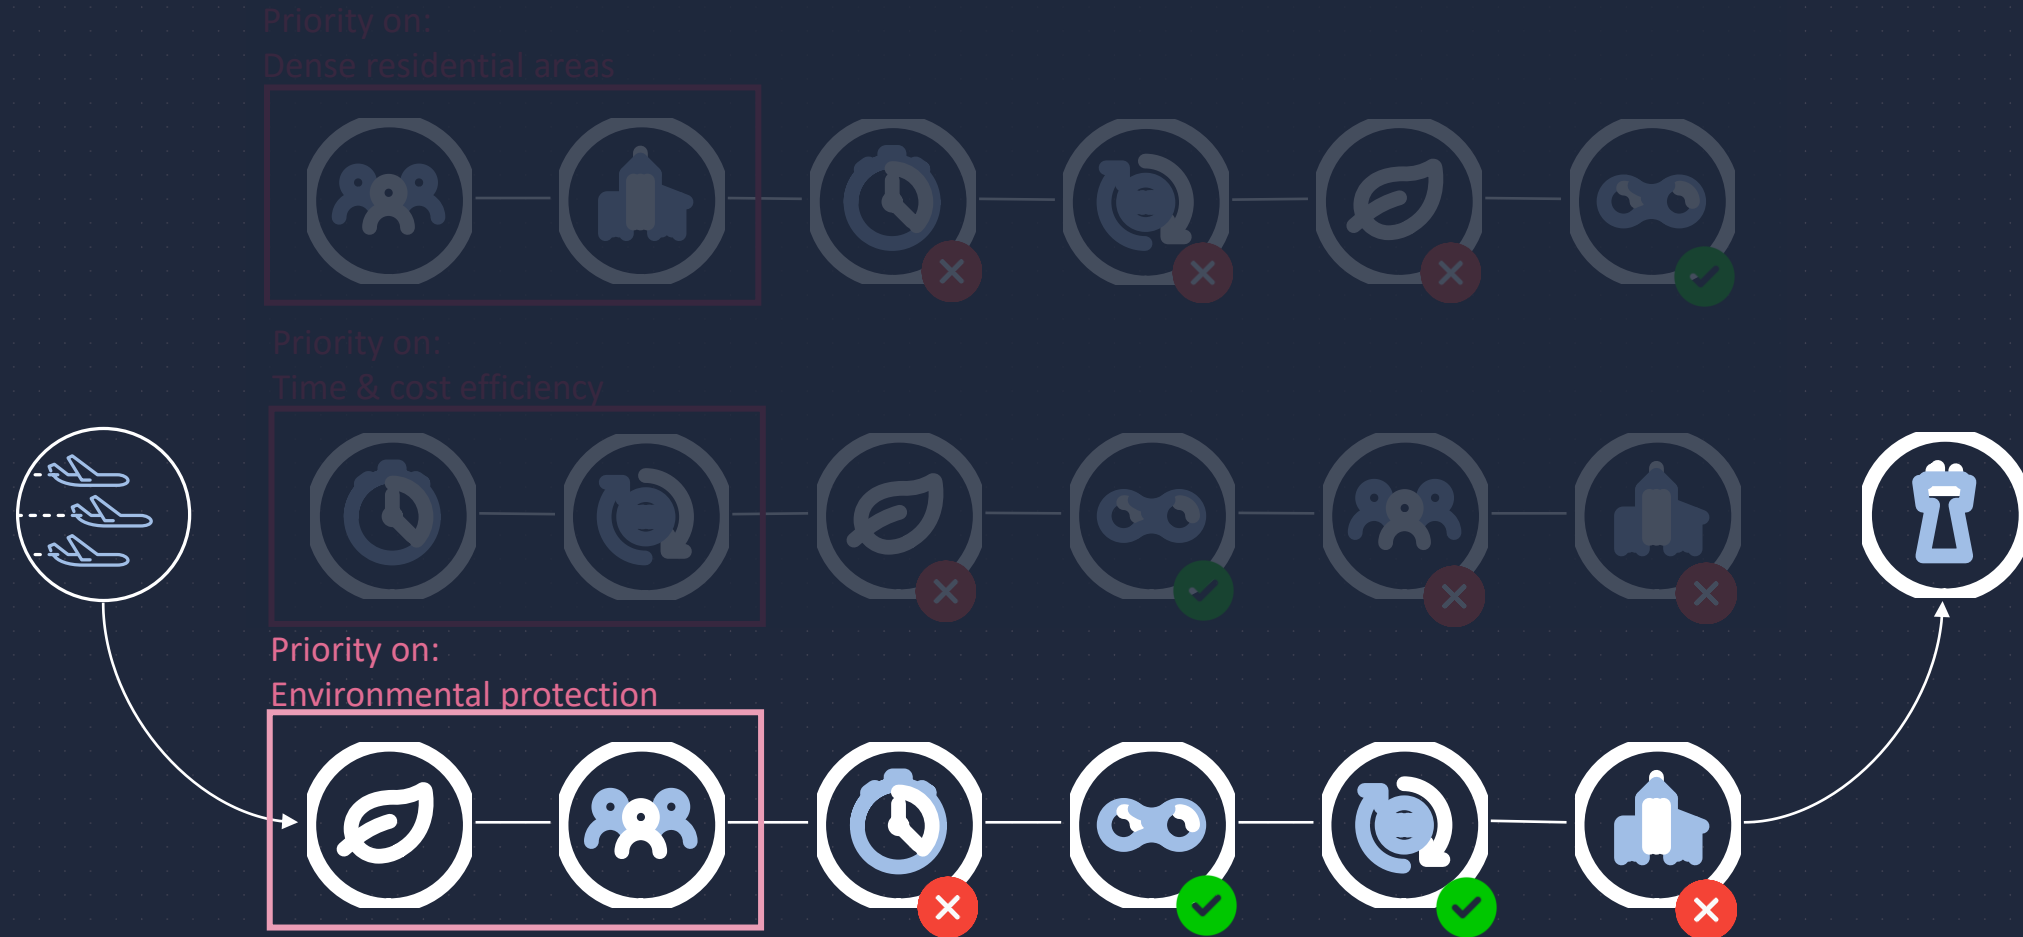 Priority on:
Dense residential areas
Priority on:
Time & cost efficiency
Priority on:
Environmental protection